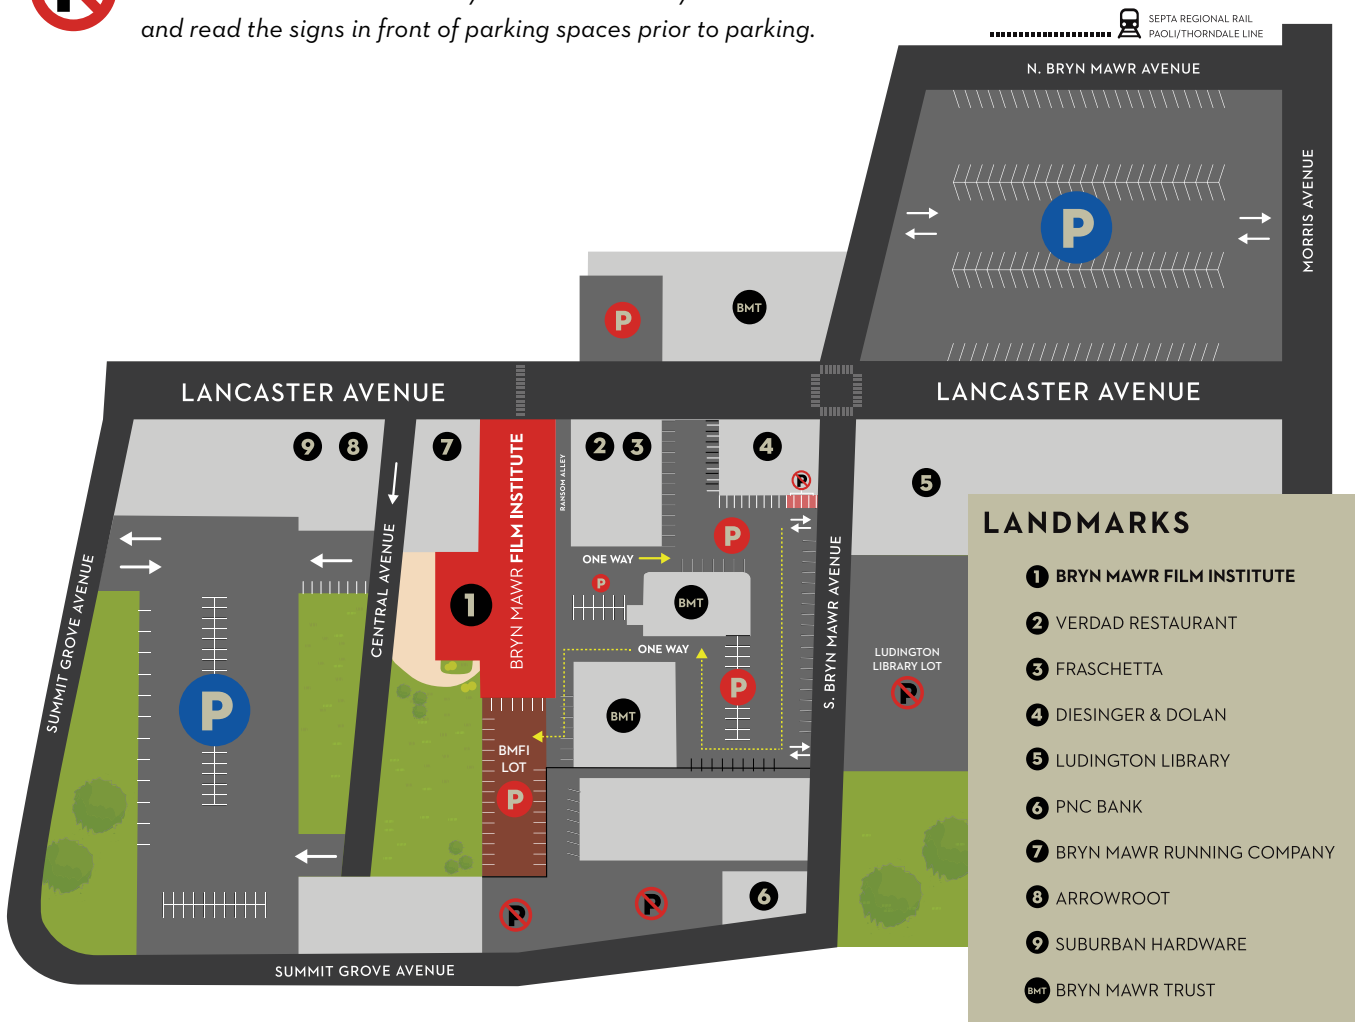 and read the signs in front of parking spaces prior to parking.
SEPTA REGIONAL RAIL
PAOLI/THORNDALE LINE
N. BRYN MAWR AVENUE
MORRIS AVENUE
P
P
BMT
LANCASTER AVENUE
LANCASTER AVENUE
9
8
7
BRYN MAWR FILM INSTITUTE
RANSOM ALLEY
2
3
4
P
5
P
ONE WAY
P
BMT
1
CENTRAL AVENUE
SUMMIT GROVE AVENUE
S. BRYN MAWR AVENUE
ONE WAY
LUDINGTON
LIBRARY LOT
P
P
P
BMT
BMFI
LOT
P
P
P
6
SUMMIT GROVE AVENUE
LANDMARKS
1 BRYN MAWR FILM INSTITUTE
2 VERDAD RESTAURANT
3 FRASCHETTA
4 DIESINGER & DOLAN
5 LUDINGTON LIBRARY
6 PNC BANK
7 BRYN MAWR RUNNING COMPANY
8 ARROWROOT
9 SUBURBAN HARDWARE
BMT BRYN MAWR TRUST